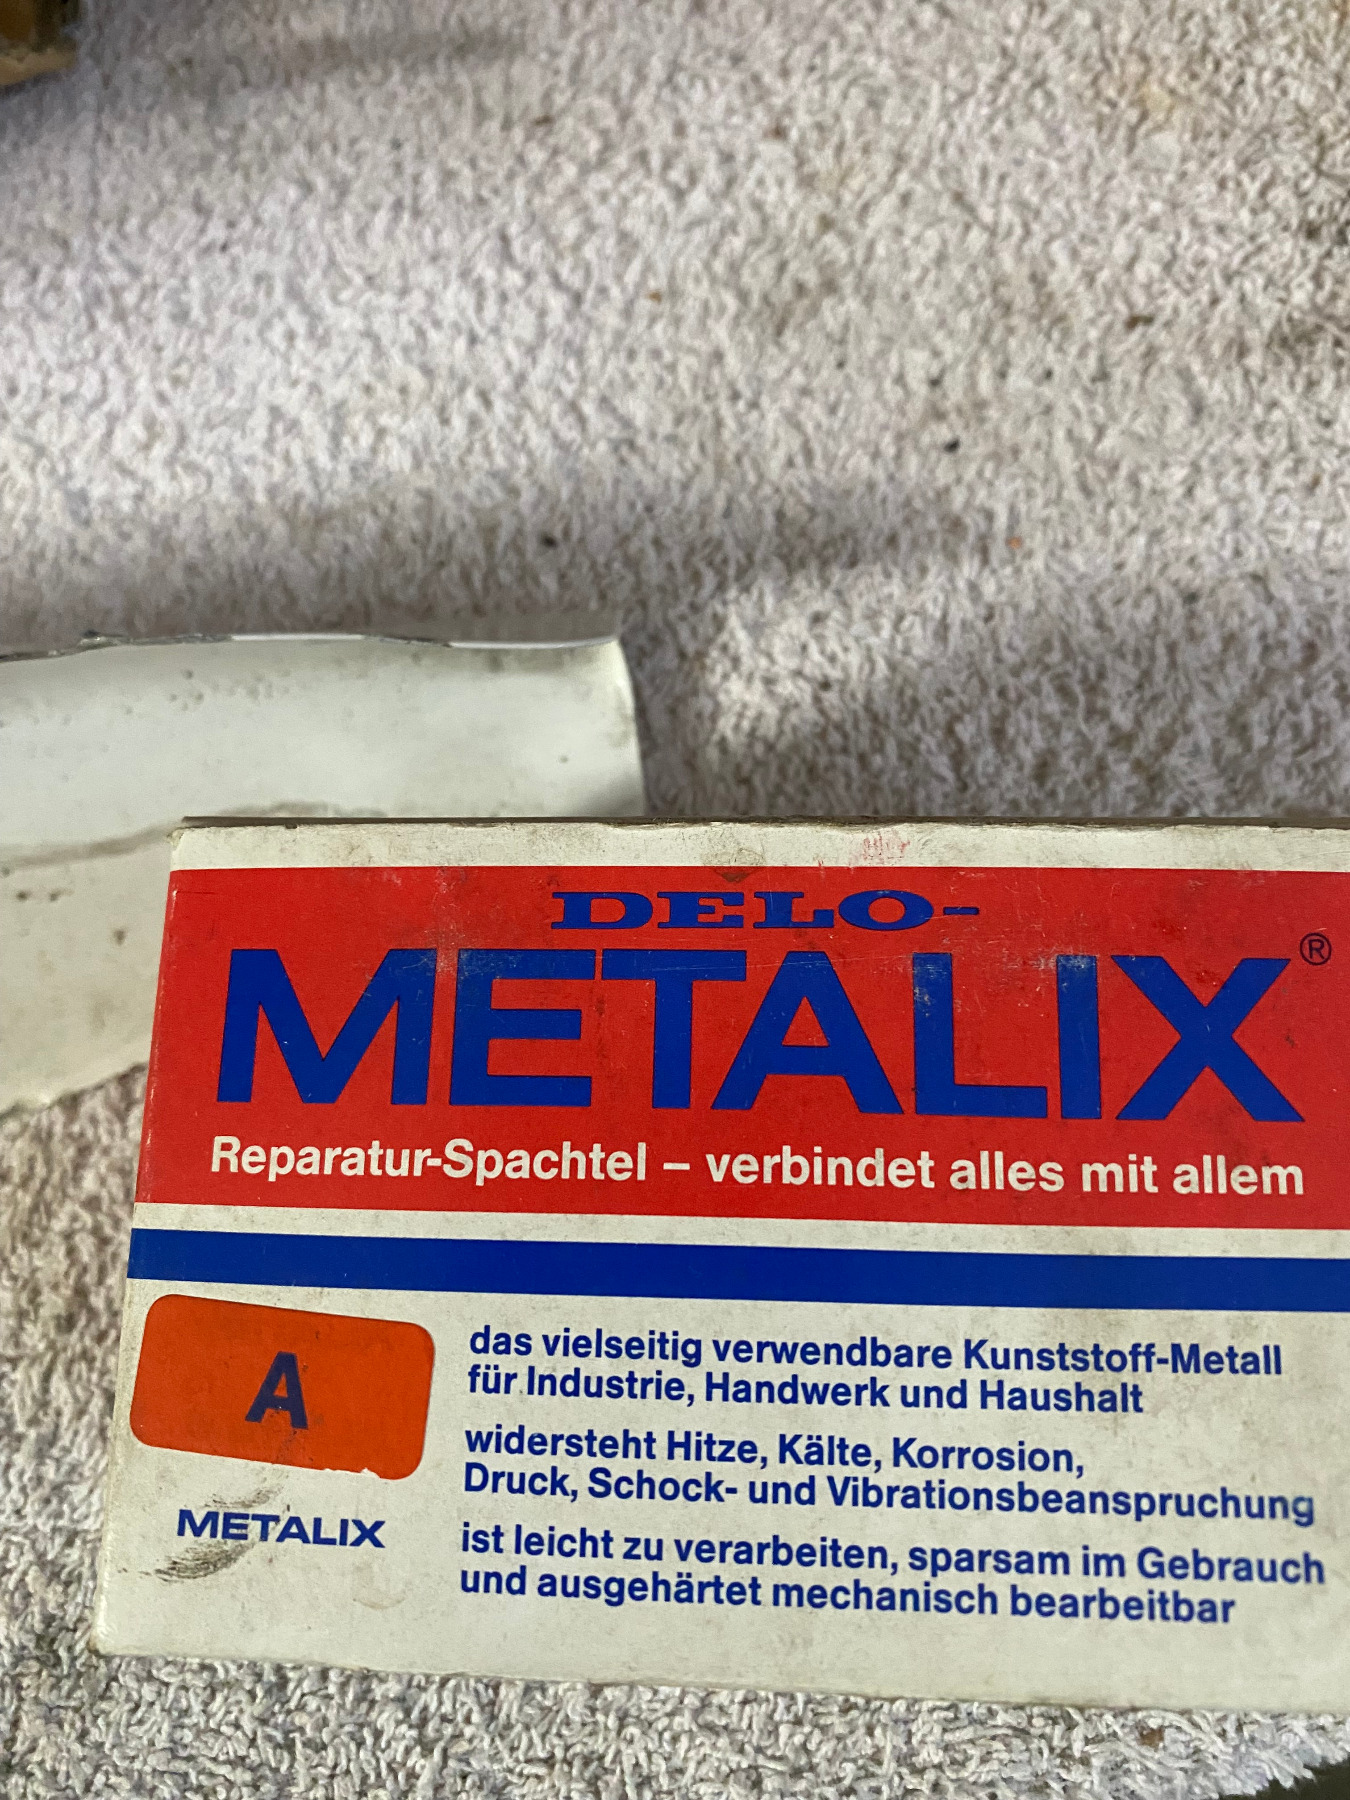 DELO-
METALIX®
Reparatur-Spachtel – verbindet alles mit allem
A
METALIX
das vielseitig verwendbare Kunststoff-Metall
für Industrie, Handwerk und Haushalt
widersteht Hitze, Kälte, Korrosion,
Druck, Schock- und Vibrationsbeanspruchung
ist leicht zu verarbeiten, sparsam im Gebrauch
und ausgehärtet mechanisch bearbeitbar